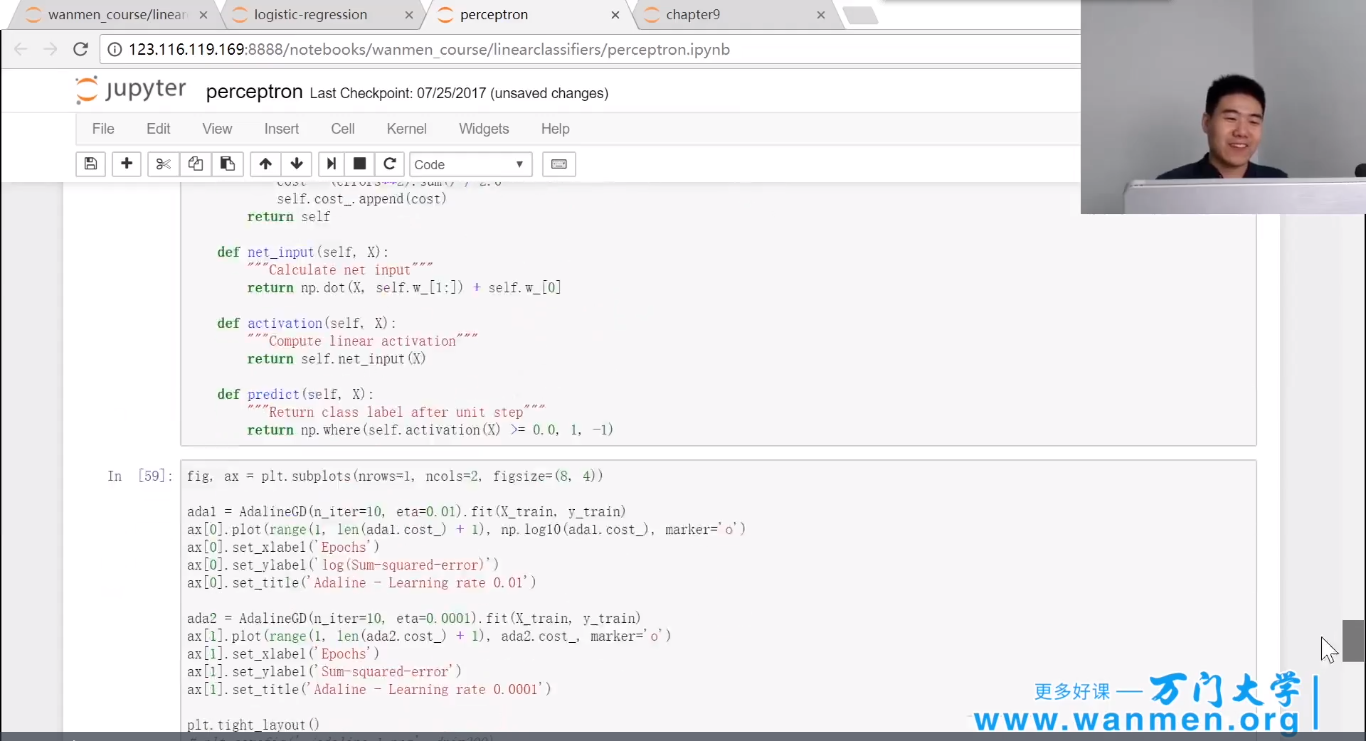 wanmen_course/linear
logistic-regression
perceptron
chapter9
123.116.119.169:8888/notebooks/wanmen_course/linearclassifiers/perceptron.ipynb
jupyter perceptron Last Checkpoint: 07/25/2017 (unsaved changes)
File Edit View Insert Cell Kernel Widgets Help
Code
cost = (errors**2).sum() / 2.0
self.cost_.append(cost)
return self
def net_input(self, X):
"""Calculate net input"""
return np.dot(X, self.w_[1:]) + self.w_[0]
def activation(self, X):
"""Compute linear activation"""
return self.net_input(X)
def predict(self, X):
"""Return class label after unit step"""
return np.where(self.activation(X) >= 0.0, 1, -1)
In [59]: fig, ax = plt.subplots(nrows=1, ncols=2, figsize=(8, 4))
ada1 = AdalineGD(n_iter=10, eta=0.01).fit(X_train, y_train)
ax[0].plot(range(1, len(ada1.cost_) + 1), np.log10(ada1.cost_), marker='o')
ax[0].set_xlabel('Epochs')
ax[0].set_ylabel('log(Sum-squared-error)')
ax[0].set_title('Adaline - Learning rate 0.01')
ada2 = AdalineGD(n_iter=10, eta=0.0001).fit(X_train, y_train)
ax[1].plot(range(1, len(ada2.cost_) + 1), ada2.cost_, marker='o')
ax[1].set_xlabel('Epochs')
ax[1].set_ylabel('Sum-squared-error')
ax[1].set_title('Adaline - Learning rate 0.0001')
plt.tight_layout()
更多好课 — 万门大学
www.wanmen.org